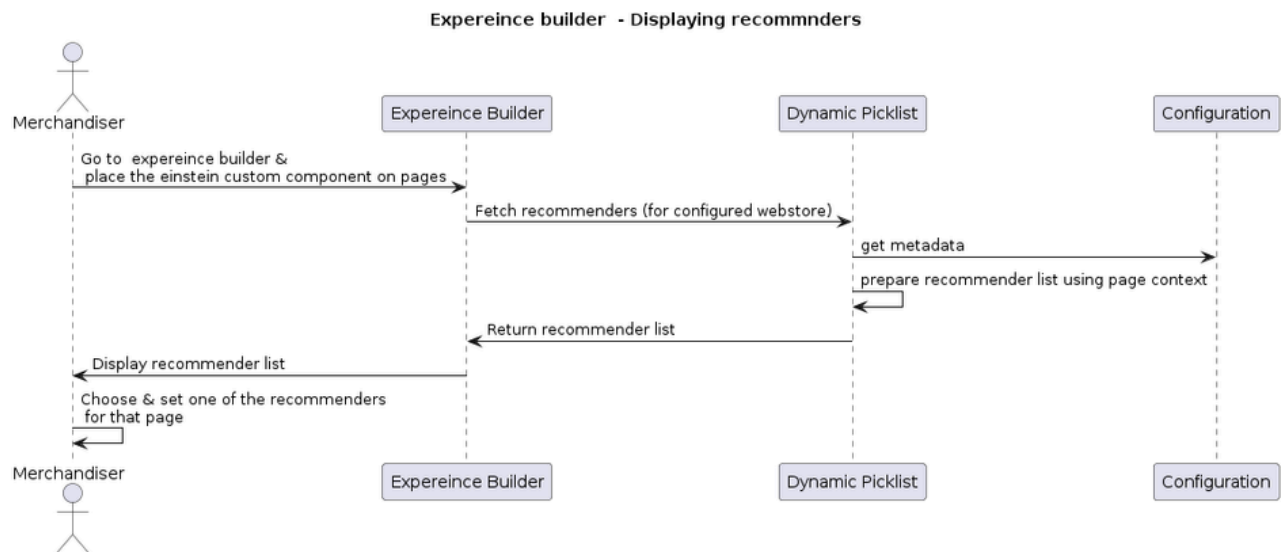 Expereince builder  - Displaying recommnders
Merchandiser
Expereince Builder
Dynamic Picklist
Configuration
Go to  expereince builder &
place the einstein custom component on pages
Fetch recommenders (for configured webstore)
get metadata
prepare recommender list using page context
Return recommender list
Display recommender list
Choose & set one of the recommenders
for that page
Merchandiser
Expereince Builder
Dynamic Picklist
Configuration